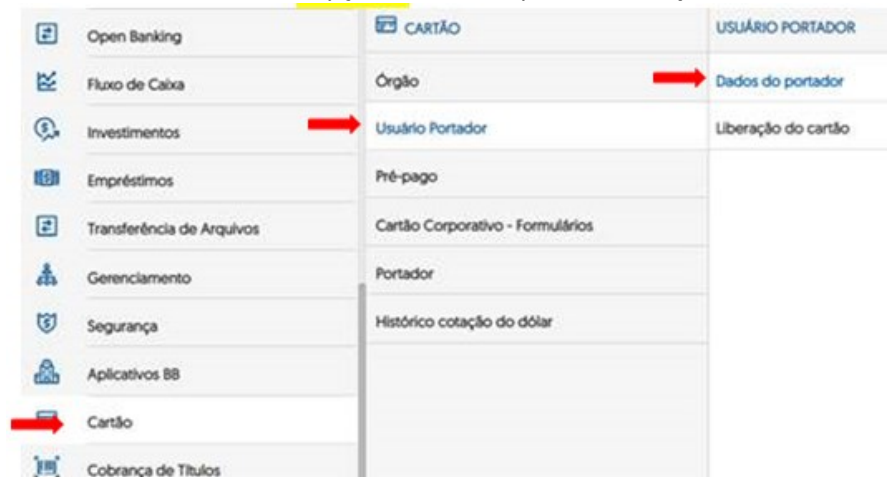 Open Banking
Fluxo de Caixa
Investimentos
Empréstimos
Transferência de Arquivos
Gerenciamento
Segurança
Aplicativos BB
Cartão
Cobrança de Títulos
CARTÃO
Órgão
Usuário Portador
Pré-pago
Cartão Corporativo - Formulários
Portador
Histórico cotação do dólar
USUÁRIO PORTADOR
Dados do portador
Liberação do cartão